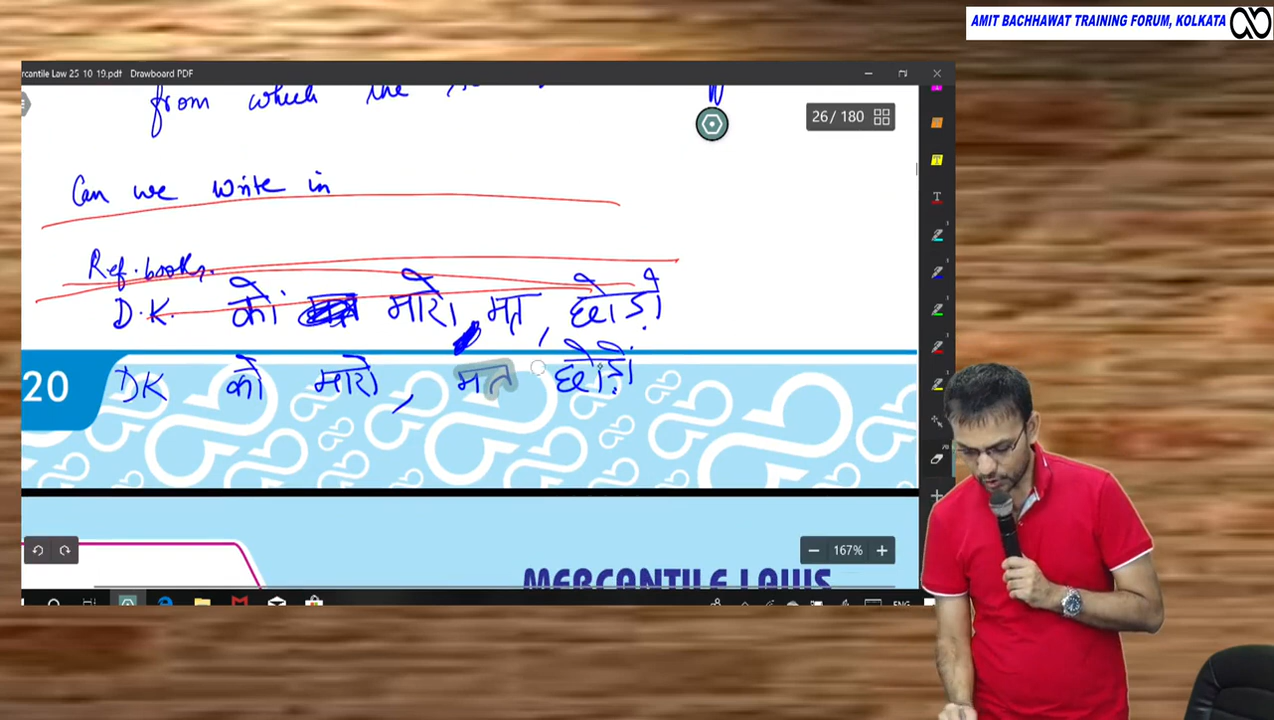 AMIT BACHHAWAT TRAINING FORUM, KOLKATA
rcantile Law 25 10 19.pdf - Drawboard PDF
from which the
26 / 180
Can we write in
Ref. books.
D.K. को मारो मत, छोड़ो
20
DK को मारो, मत छोड़ो
167%
MERCANTILE LAWS
ENG